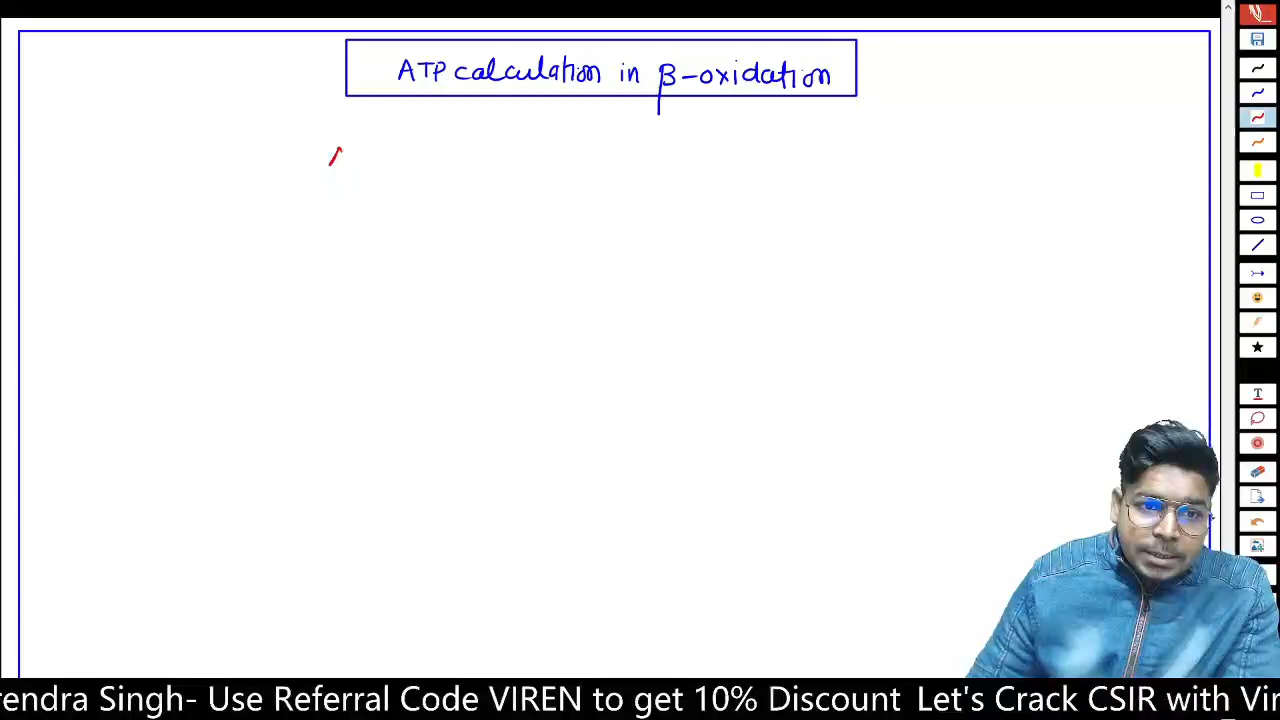 ATP calculation in β-oxidation
rendra Singh- Use Referral Code VIREN to get 10% Discount Let's Crack CSIR with Vir